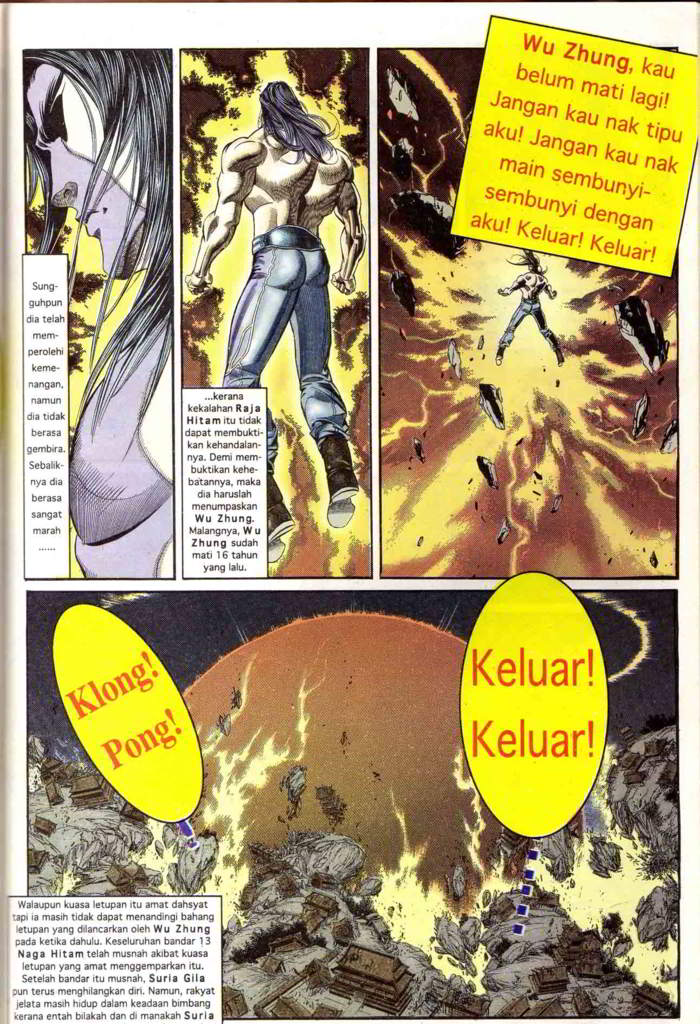 Sung-
guhpun
dia telah
mem-
perolehi
keme-
nangan,
namun
dia tidak
berasa
gembira.
Sebalik-
nya dia
berasa
sangat
marah
......
...kerana
kekalahan Raja
Hitam itu tidak
dapat membukti-
kan kehandalan-
nya. Demi mem-
buktikan kehe-
batannya, maka
dia haruslah
menumpaskan
Wu Zhung.
Malangnya, Wu
Zhung sudah
mati 16 tahun
yang lalu.
Wu Zhung, kau
belum mati lagi!
Jangan kau nak tipu
aku! Jangan kau nak
main sembunyi-
sembunyi dengan
aku! Keluar! Keluar!
Klong!
Pong!
Keluar!
Keluar!
Walaupun kuasa letupan itu amat dahsyat
tapi ia masih tidak dapat menandingi bahang
letupan yang dilancarkan oleh Wu Zhung
pada ketika dahulu. Keseluruhan bandar 13
Naga Hitam telah musnah akibat kuasa
letupan yang amat menggemparkan itu.
Setelah bandar itu musnah, Suria Gila
pun terus menghilangkan diri. Namun, rakyat
jelata masih hidup dalam keadaan bimbang
kerana entah bilakah dan di manakah Suria